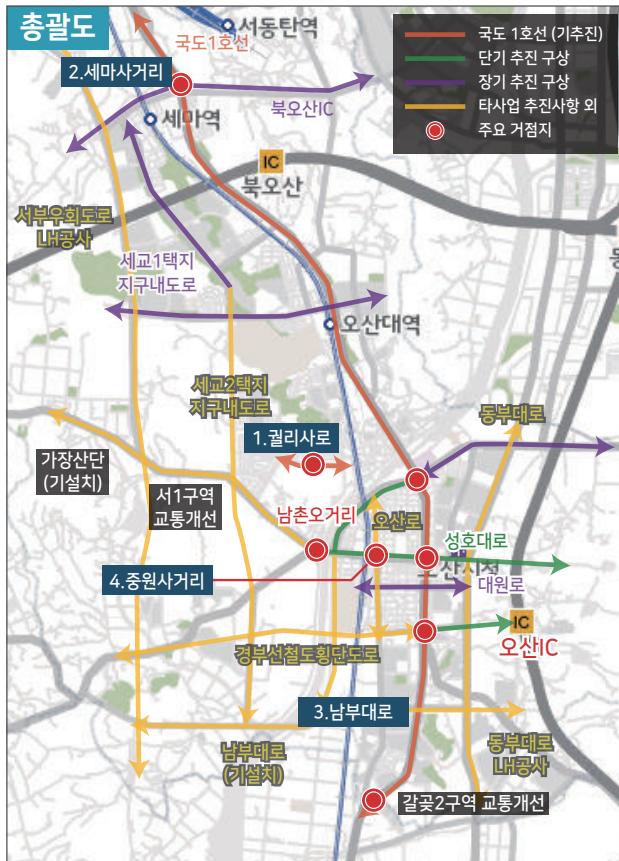 총괄도
서동탄역
국도1호선
국도 1호선 (기추진)
단기 추진 구상
장기 추진 구상
타사업 추진사항 외
주요 거점지
2.세마사거리
북오산IC
세마역
IC
북오산
서부우회도로
LH공사
세교1택지
지구내도로
오산대역
세교2택지
지구내도로
동부대로
1.궐리사로
가장산단
(기설치)
서1구역
교통개선
남촌오거리
오산로
성호대로
오산시청
4.중원사거리
대원로
IC
오산IC
경부선철도횡단도로
3.남부대로
남부대로
(기설치)
동부대로
LH공사
갈곶2구역 교통개선